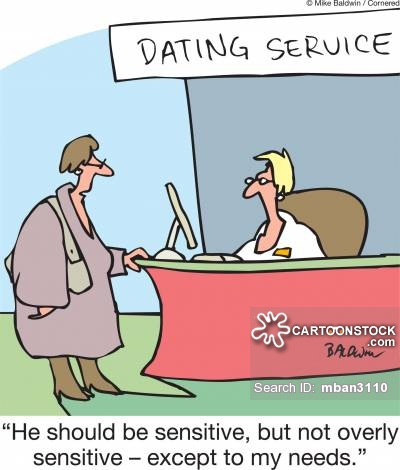 © Mike Baldwin / Cornered
DATING SERVICE
CARTOONSTOCK
.com
BALDWIN
Search ID: mban3110
“He should be sensitive, but not overly
sensitive – except to my needs.”